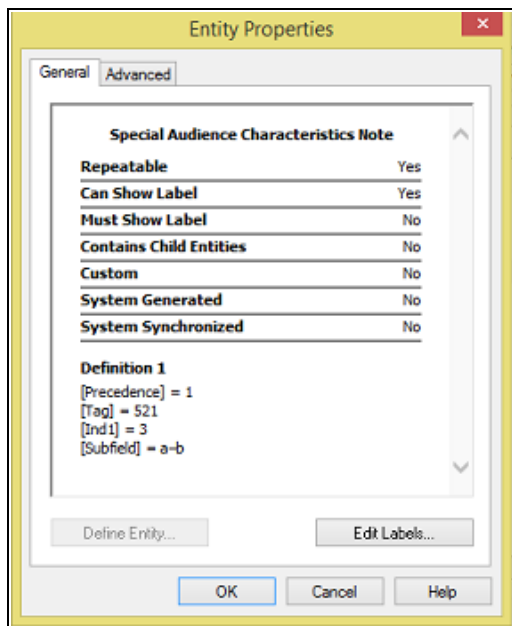 Entity Properties
General Advanced
Special Audience Characteristics Note
Repeatable Yes
Can Show Label Yes
Must Show Label No
Contains Child Entities No
Custom No
System Generated No
System Synchronized No
Definition 1
[Precedence] = 1
[Tag] = 521
[Ind1] = 3
[Subfield] = a-b
Define Entity... Edit Labels...
OK Cancel Help